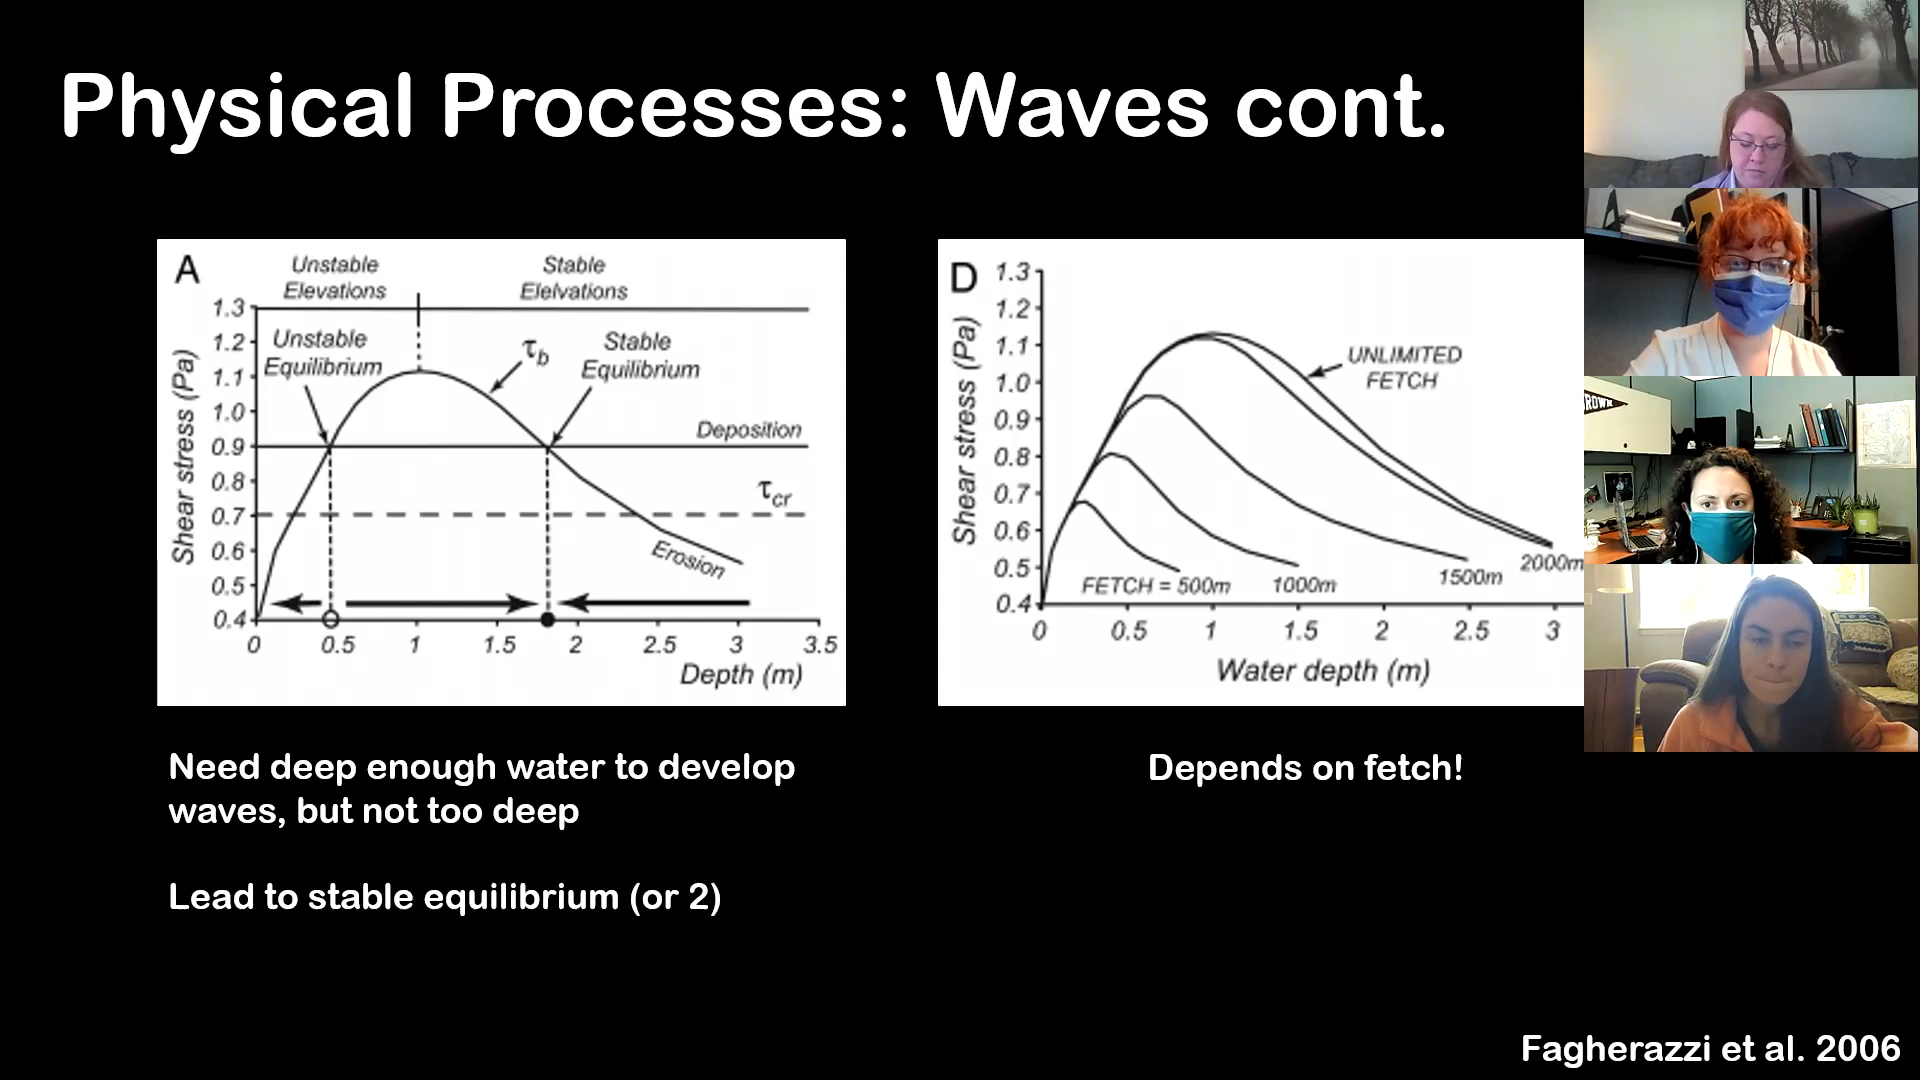 Physical Processes: Waves cont.
A
Unstable
Elevations
Stable
Elelvations
Unstable
Equilibrium
τb
Stable
Equilibrium
Deposition
τcr
Erosion
Shear stress (Pa)
1.3
1.2
1.1
1.0
0.9
0.8
0.7
0.6
0.5
0.4
0 0.5 1 1.5 2 2.5 3 3.5
Depth (m)
D
Shear stress (Pa)
1.3
1.2
1.1
1.0
0.9
0.8
0.7
0.6
0.5
0.4
UNLIMITED
FETCH
FETCH = 500m 1000m 1500m 2000m
0 0.5 1 1.5 2 2.5 3
Water depth (m)
Need deep enough water to develop
waves, but not too deep
Lead to stable equilibrium (or 2)
Depends on fetch!
Fagherazzi et al. 2006
ROWN